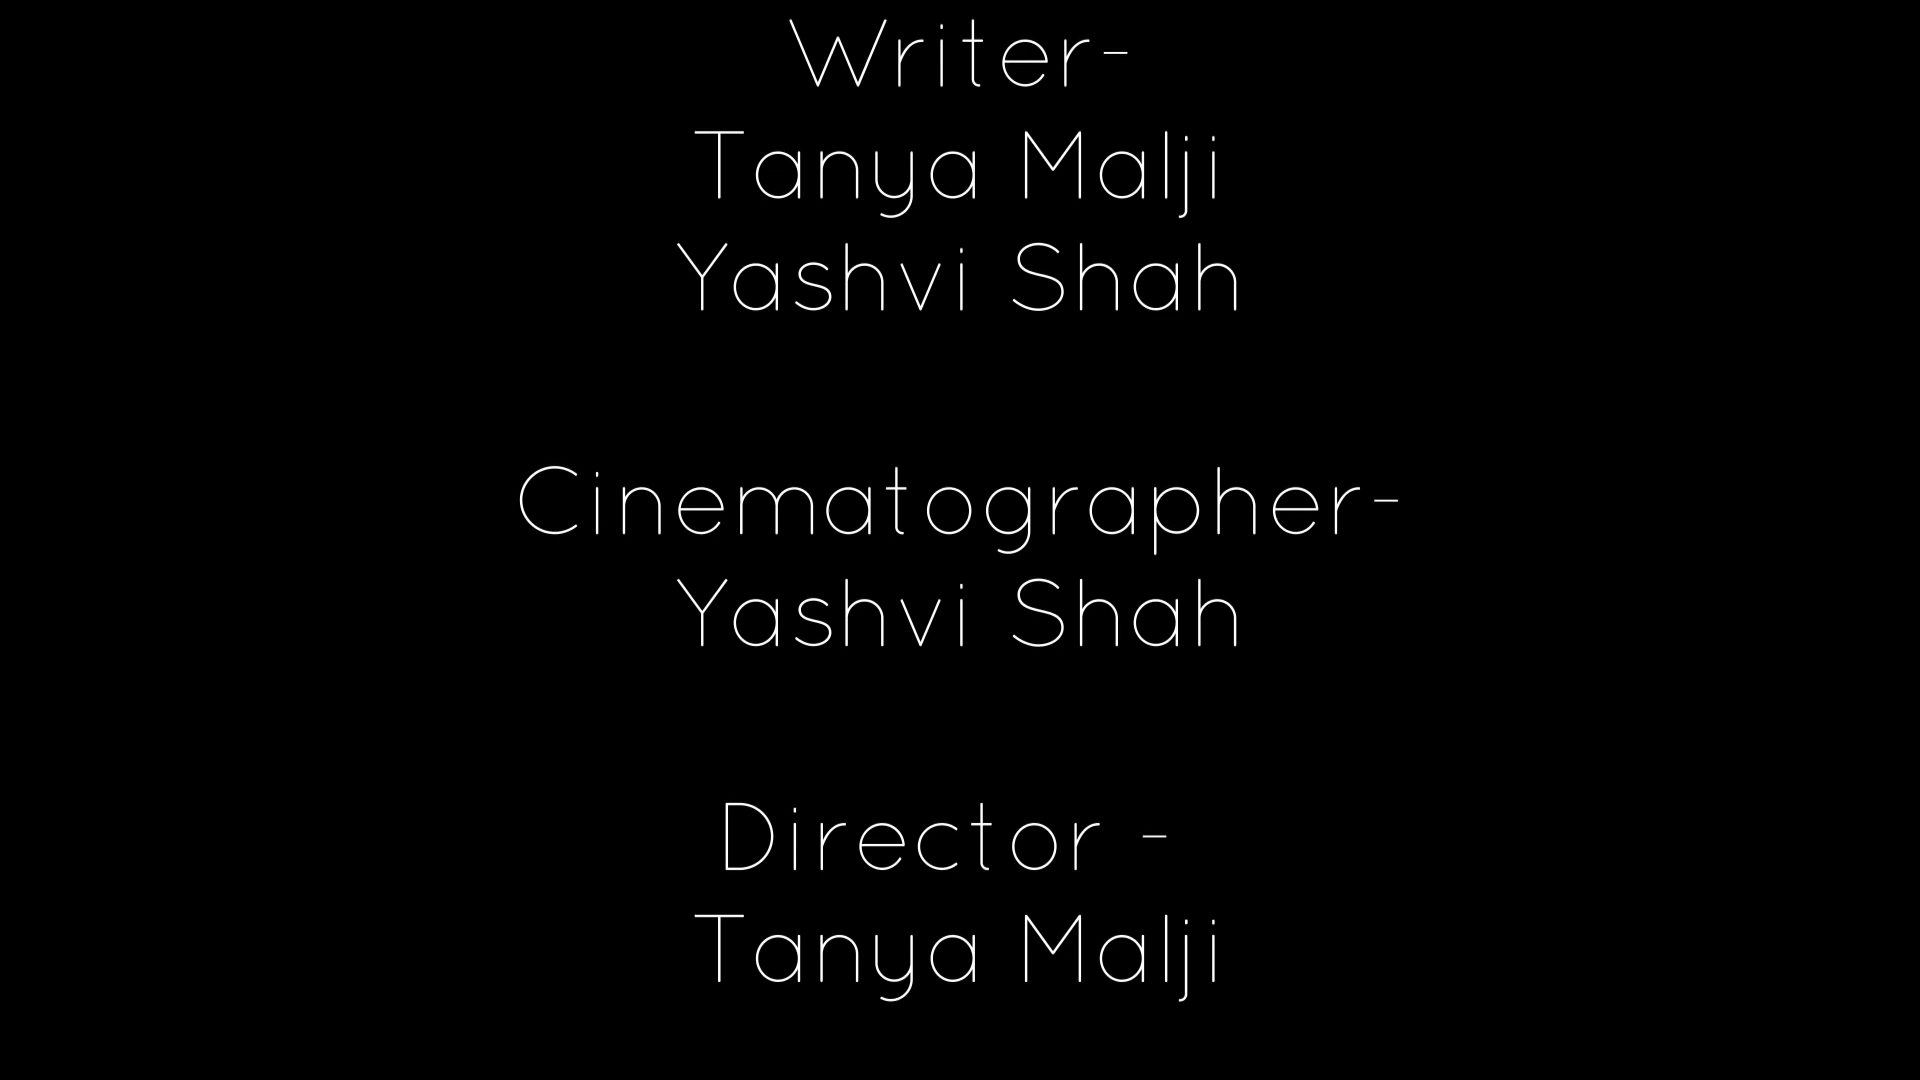 Writer-
Tanya Malji
Yashvi Shah
Cinematographer-
Yashvi Shah
Director -
Tanya Malji